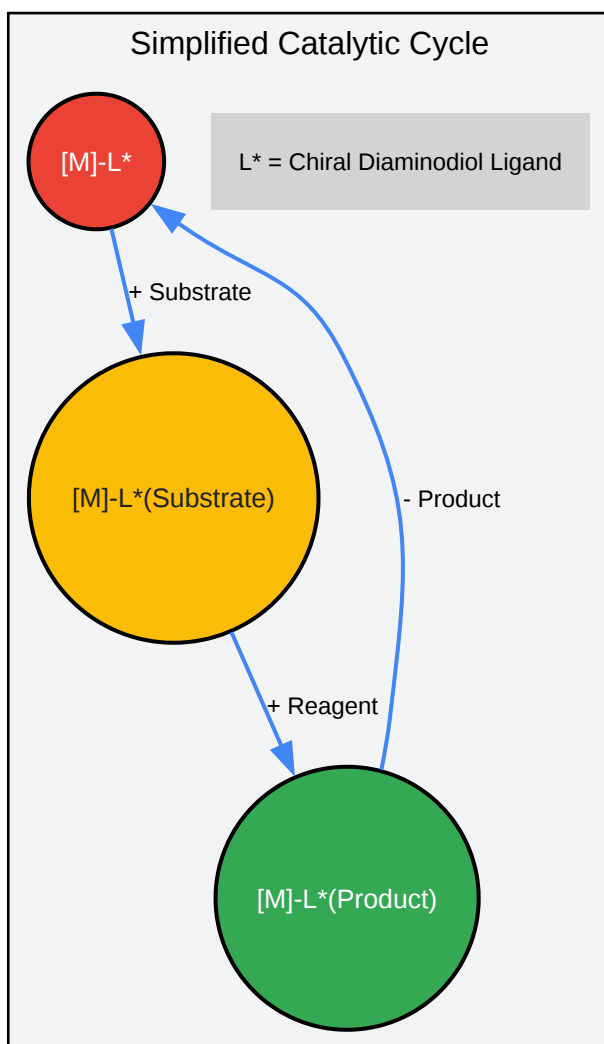 Simplified Catalytic Cycle
[M]-L*
L* = Chiral Diaminodiol Ligand
+ Substrate
[M]-L*(Substrate)
- Product
+ Reagent
[M]-L*(Product)